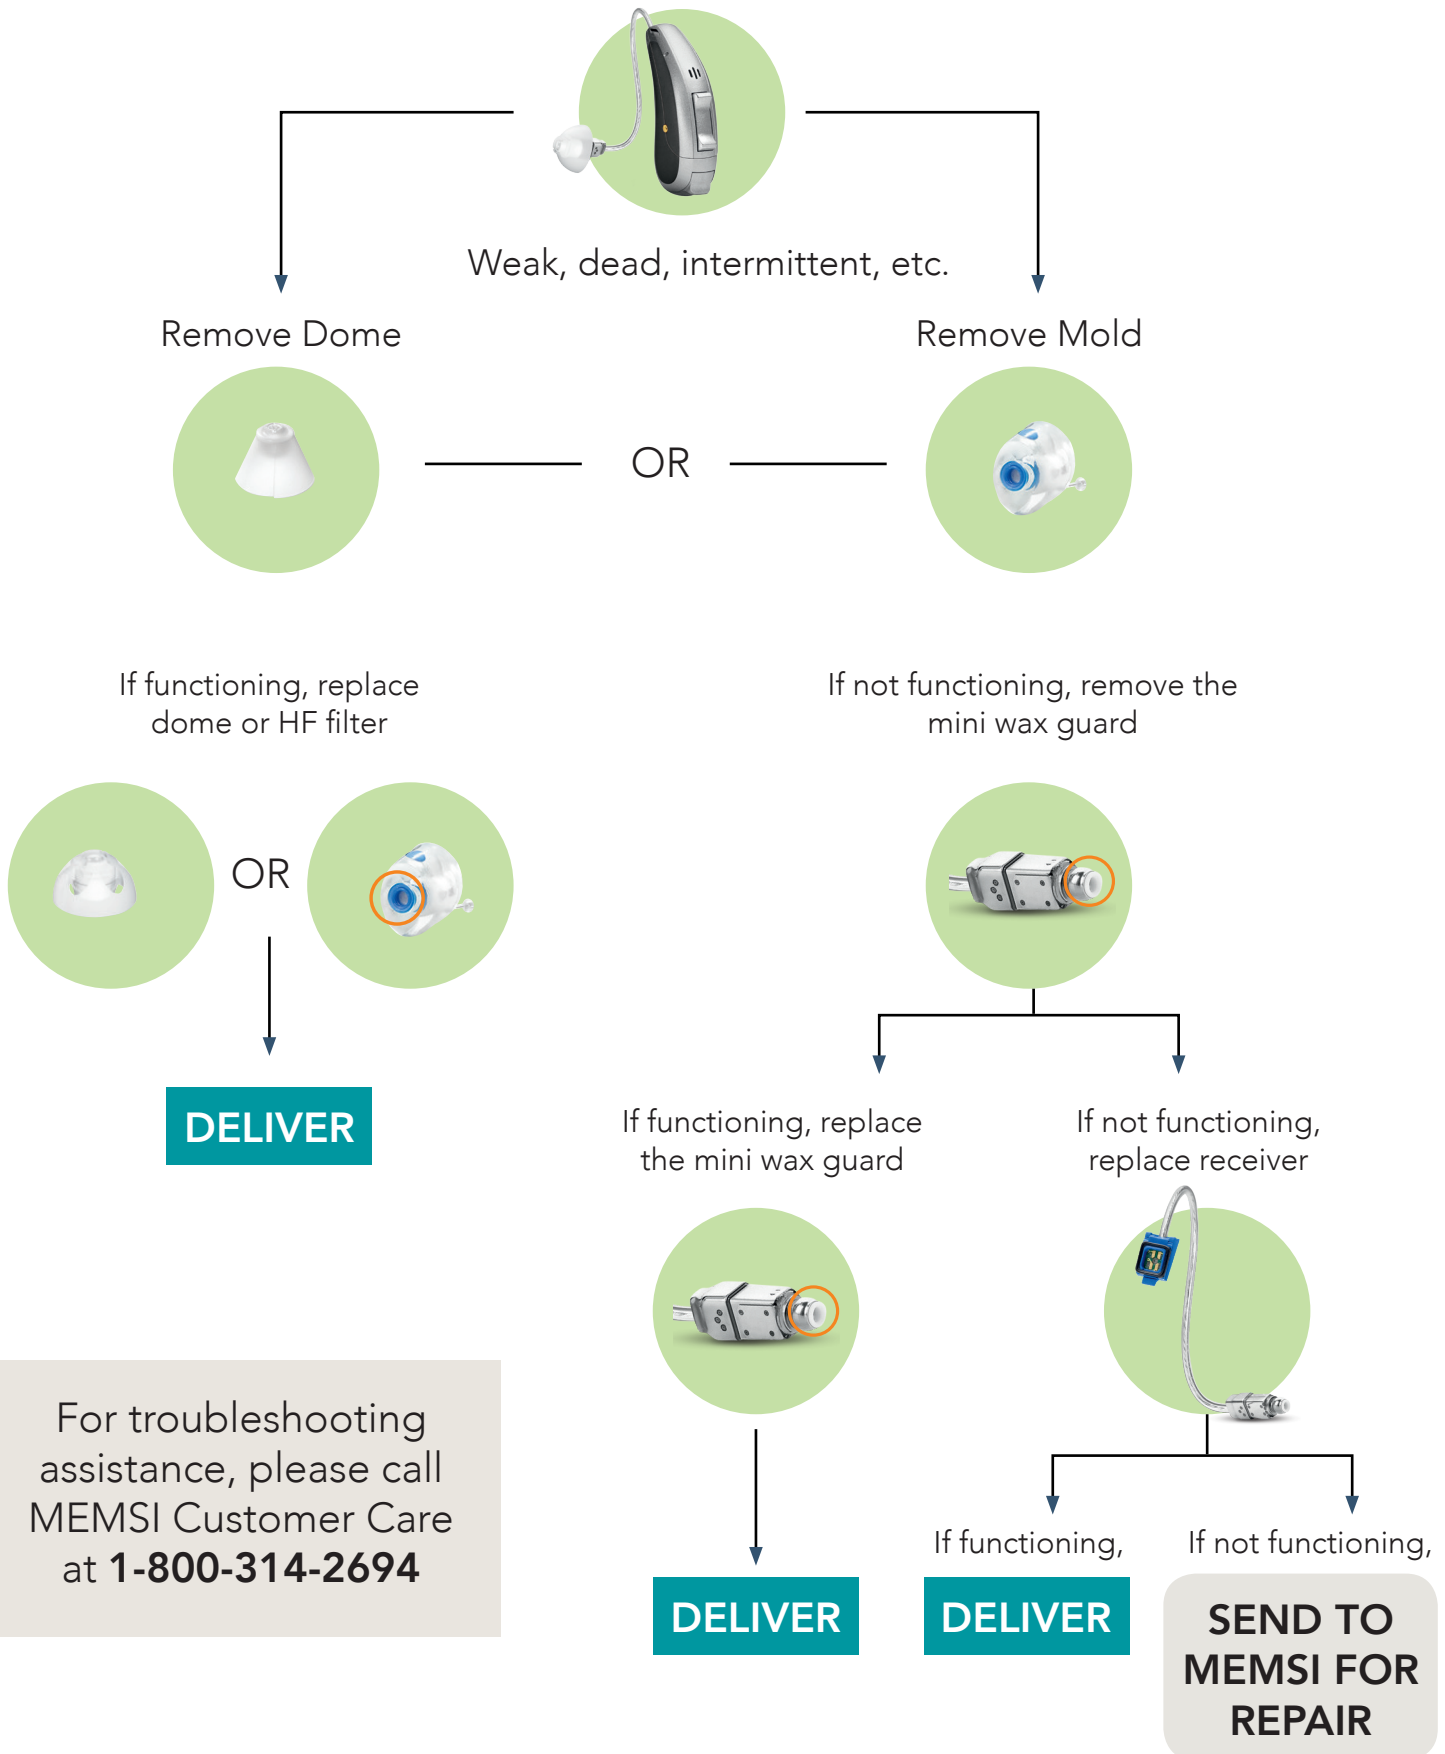 Weak, dead, intermittent, etc.
Remove Dome
Remove Mold
OR
If functioning, replace
dome or HF filter
If not functioning, remove the
mini wax guard
OR
DELIVER
If functioning, replace
the mini wax guard
If not functioning,
replace receiver
For troubleshooting
assistance, please call
MEMSI Customer Care
at 1-800-314-2694
DELIVER
If functioning,
DELIVER
If not functioning,
SEND TO
MEMSI FOR
REPAIR